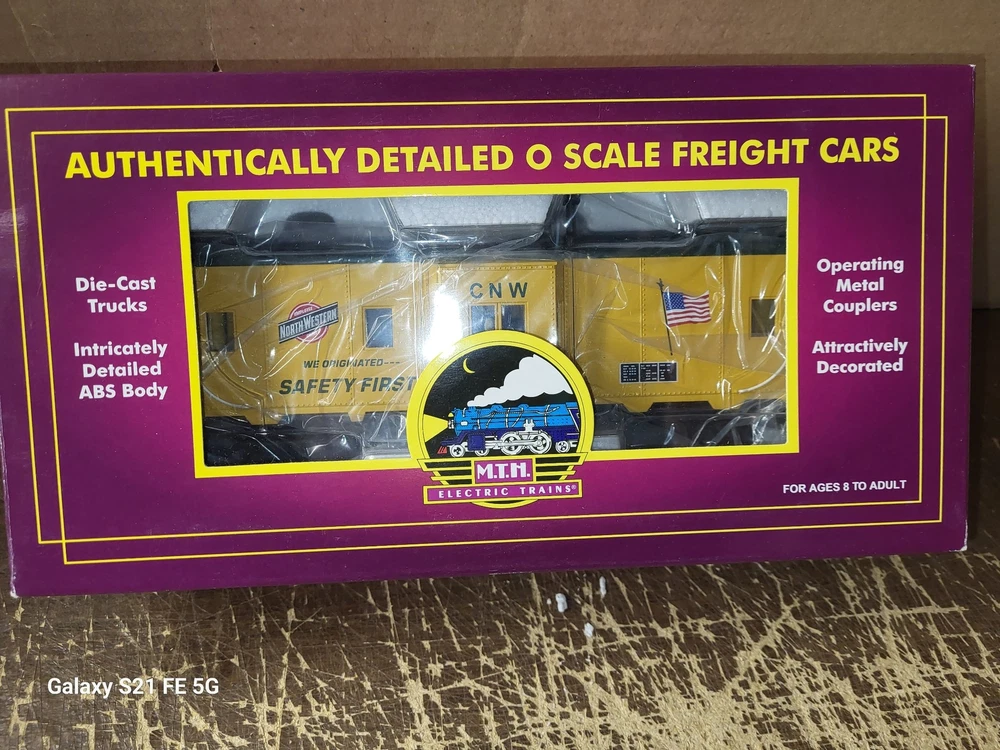 AUTHENTICALLY DETAILED O SCALE FREIGHT CARS
Die-Cast
Trucks
Intricately
Detailed
ABS Body
NORTH WESTERN
WE ORIGINATED---
SAFETY FIRST
CNW
Operating
Metal
Couplers
Attractively
Decorated
M.T.H.
ELECTRIC TRAINS®
FOR AGES 8 TO ADULT
Galaxy S21 FE 5G